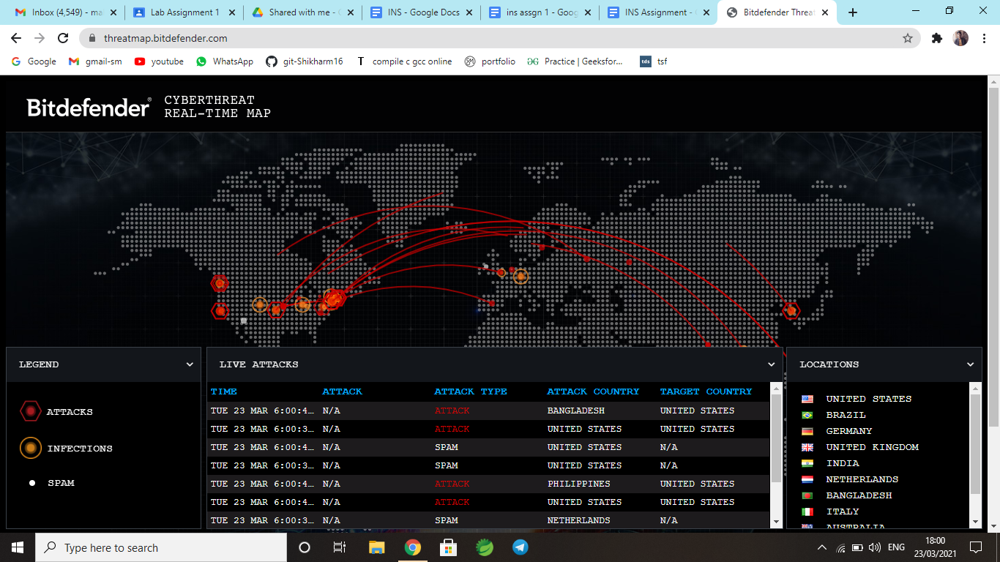 Inbox (4,549) - ma
Lab Assignment 1
Shared with me - G
INS - Google Docs
ins assgn 1 - Goog
INS Assignment -
Bitdefender Threat
threatmap.bitdefender.com
Google
gmail-sm
youtube
WhatsApp
git-Shikharm16
T compile c gcc online
portfolio
Practice | Geeksfor...
tds tsf
Bitdefender®
CYBERTHREAT
REAL-TIME MAP
LEGEND
ATTACKS
INFECTIONS
SPAM
LIVE ATTACKS
TIME ATTACK ATTACK TYPE ATTACK COUNTRY TARGET COUNTRY
TUE 23 MAR 6:00:4… N/A ATTACK BANGLADESH UNITED STATES
TUE 23 MAR 6:00:3… N/A ATTACK UNITED STATES UNITED STATES
TUE 23 MAR 6:00:4… N/A SPAM UNITED STATES N/A
TUE 23 MAR 6:00:3… N/A SPAM UNITED STATES N/A
TUE 23 MAR 6:00:4… N/A ATTACK PHILIPPINES UNITED STATES
TUE 23 MAR 6:00:4… N/A ATTACK UNITED STATES UNITED STATES
TUE 23 MAR 6:00:3… N/A SPAM NETHERLANDS N/A
LOCATIONS
UNITED STATES
BRAZIL
GERMANY
UNITED KINGDOM
INDIA
NETHERLANDS
BANGLADESH
ITALY
AUSTRALIA
Type here to search
ENG
18:00
23/03/2021